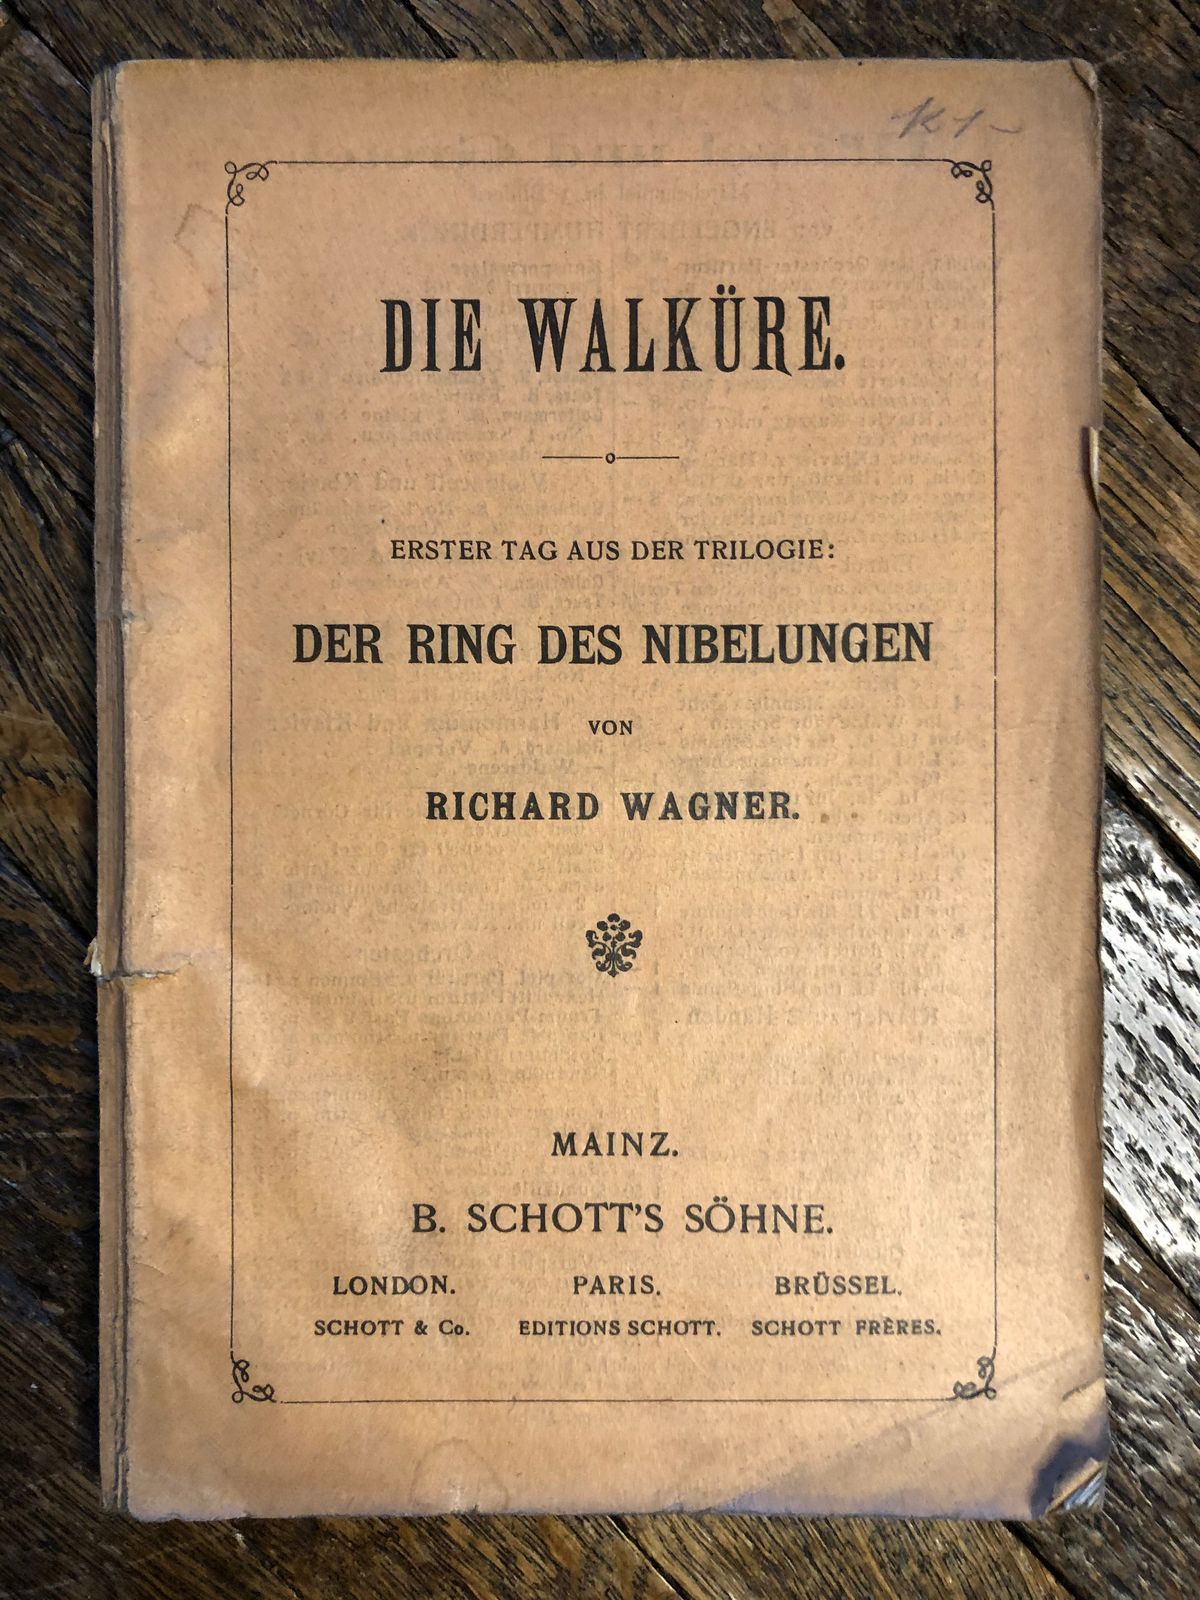 K 1-
DIE WALKÜRE.
ERSTER TAG AUS DER TRILOGIE:
DER RING DES NIBELUNGEN
VON
RICHARD WAGNER.
MAINZ.
B. SCHOTT'S SÖHNE.
LONDON. PARIS. BRÜSSEL.
SCHOTT & Co. EDITIONS SCHOTT. SCHOTT FRÈRES.